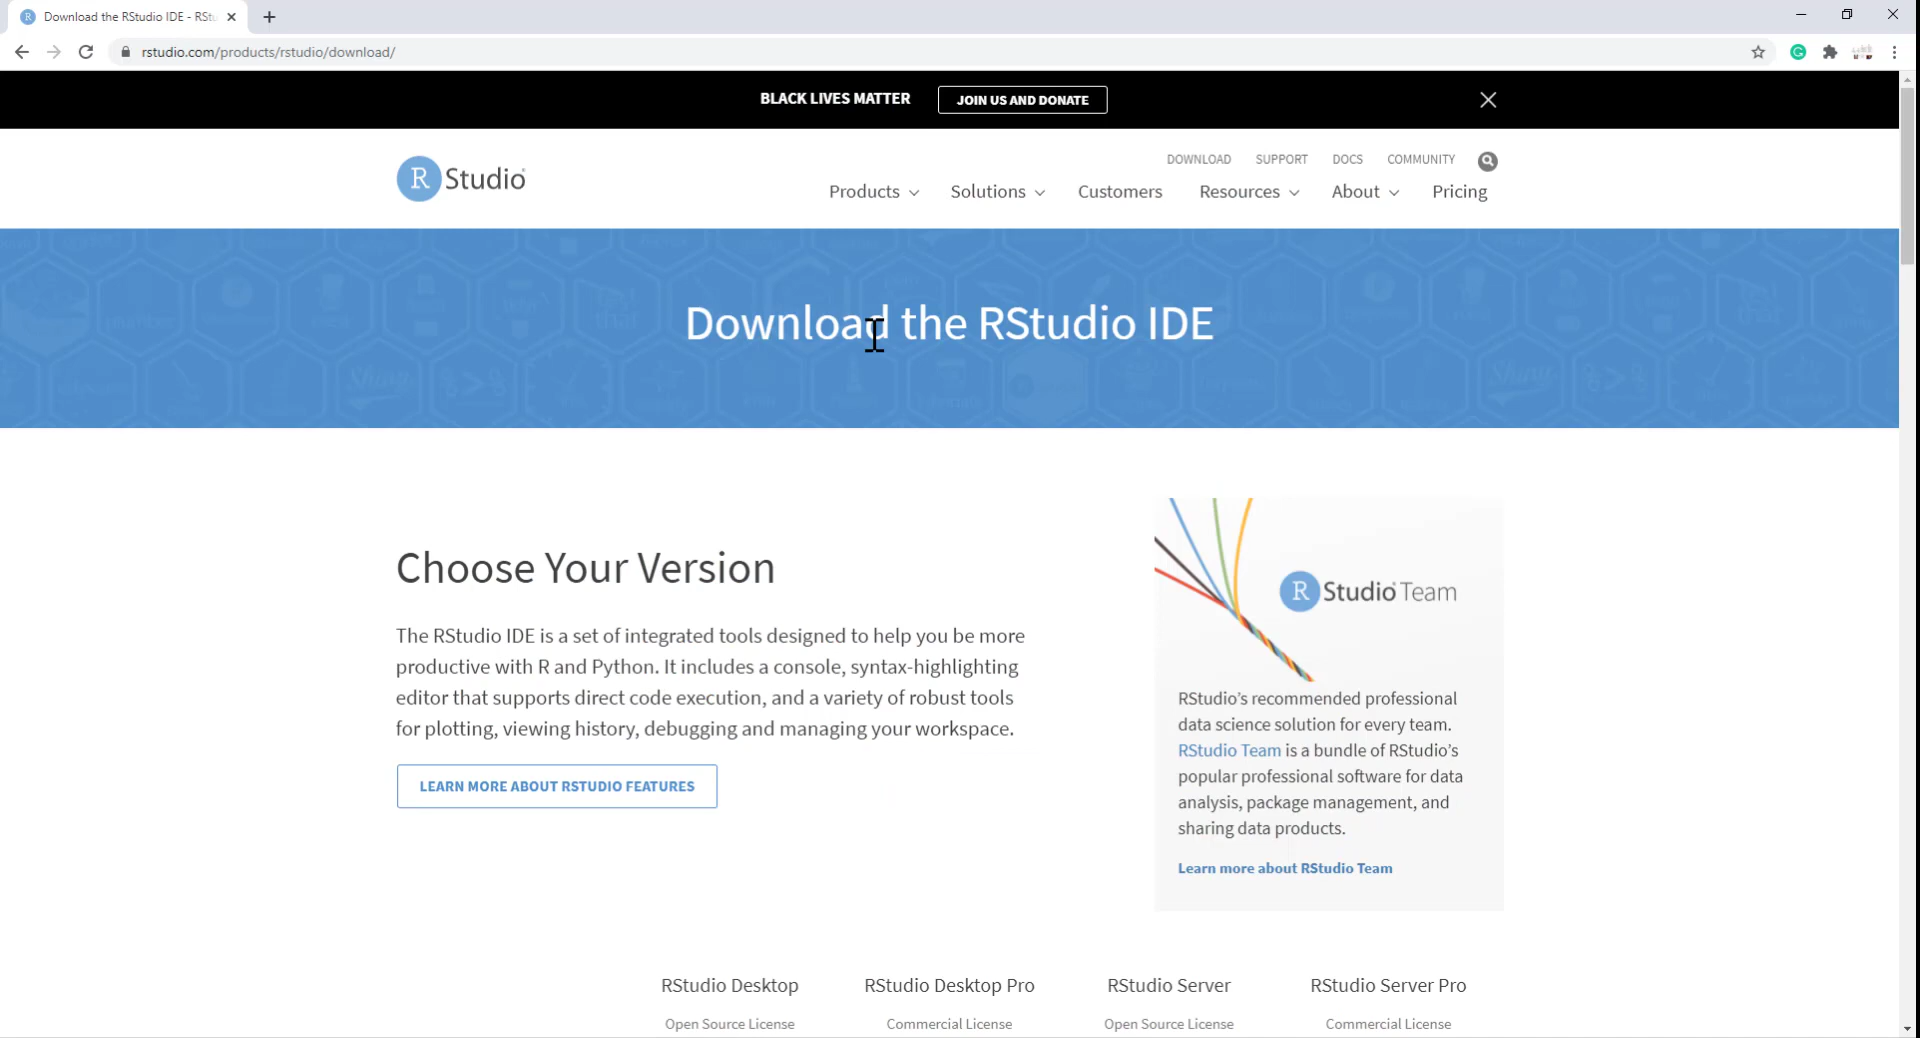 Download the RStudio IDE - RStu
rstudio.com/products/rstudio/download/
BLACK LIVES MATTER JOIN US AND DONATE
DOWNLOAD SUPPORT DOCS COMMUNITY
R Studio
Products Solutions Customers Resources About Pricing
Download the RStudio IDE
Choose Your Version
The RStudio IDE is a set of integrated tools designed to help you be more
productive with R and Python. It includes a console, syntax-highlighting
editor that supports direct code execution, and a variety of robust tools
for plotting, viewing history, debugging and managing your workspace.
LEARN MORE ABOUT RSTUDIO FEATURES
R Studio Team
RStudio’s recommended professional
data science solution for every team.
RStudio Team is a bundle of RStudio’s
popular professional software for data
analysis, package management, and
sharing data products.
Learn more about RStudio Team
RStudio Desktop RStudio Desktop Pro RStudio Server RStudio Server Pro
Open Source License Commercial License Open Source License Commercial License